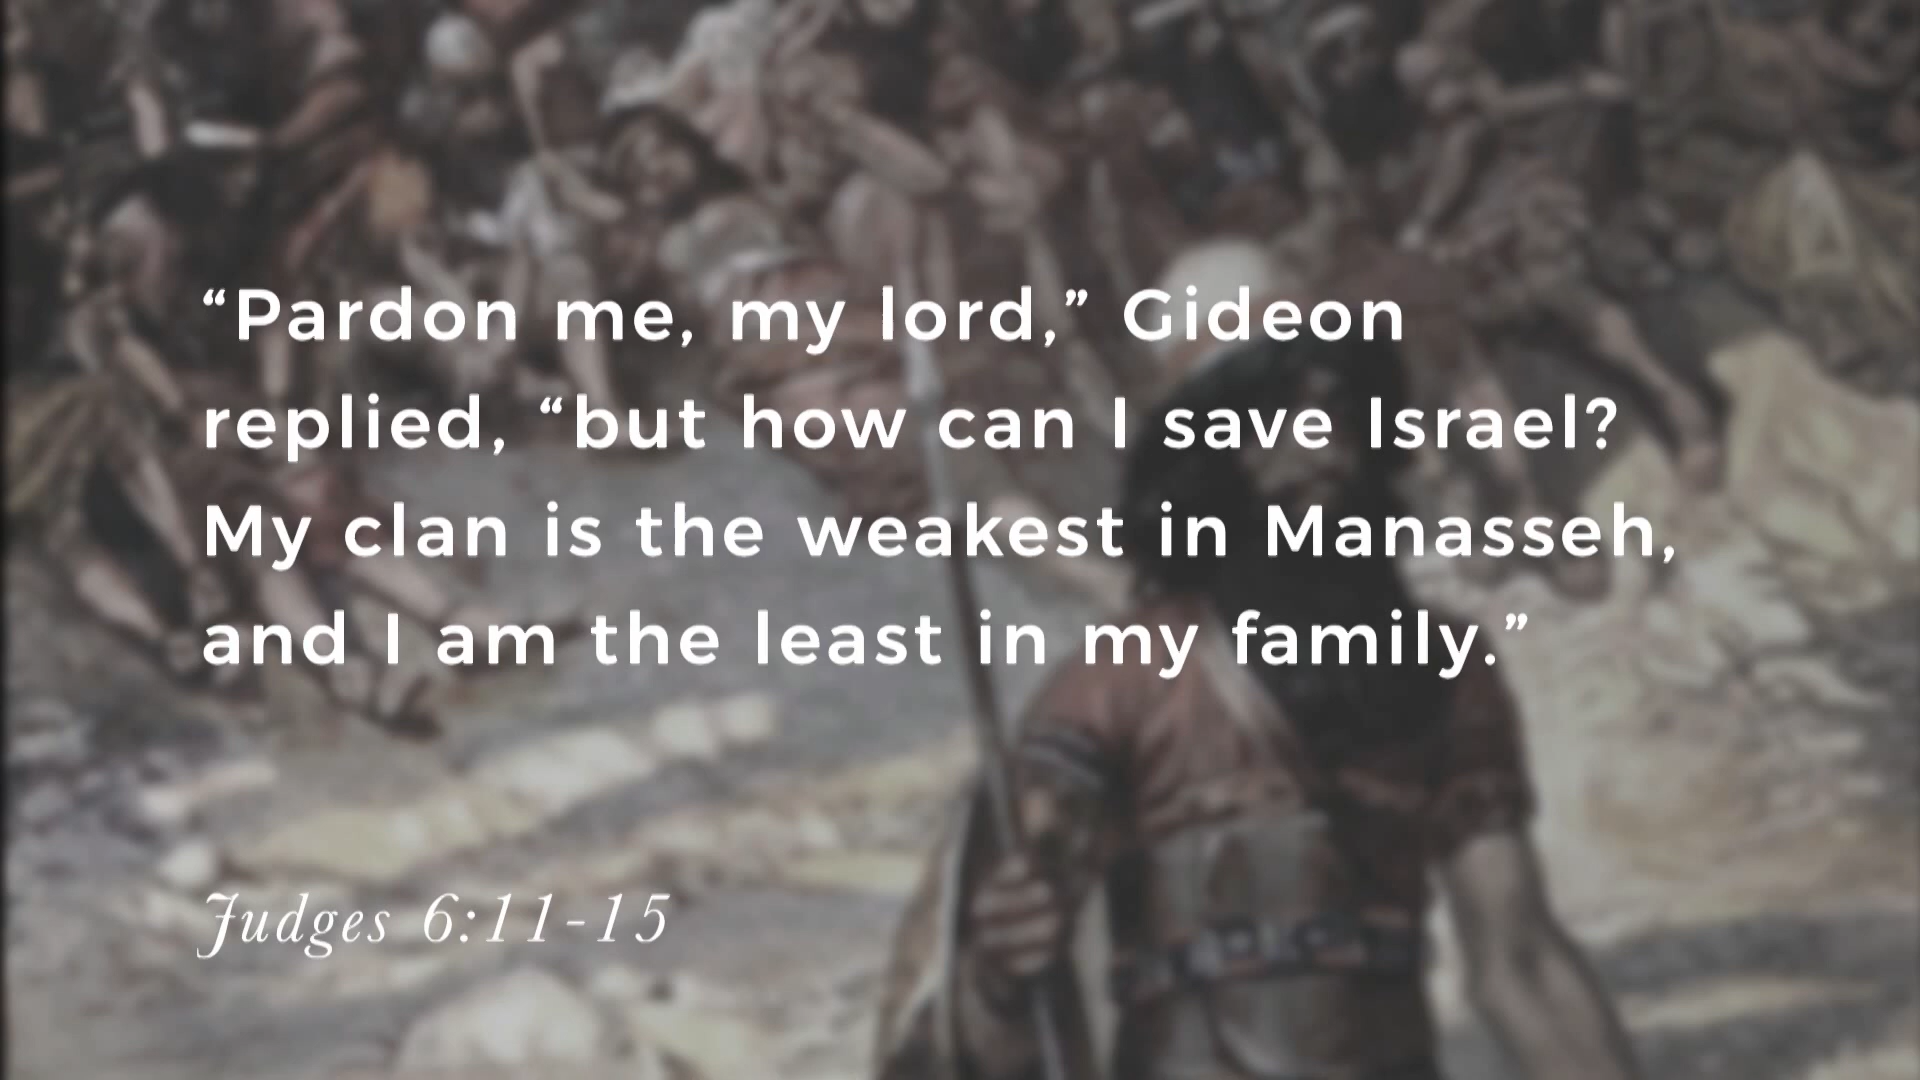 “Pardon me, my lord,” Gideon
replied, “but how can I save Israel?
My clan is the weakest in Manasseh,
and I am the least in my family.”
Judges 6:11-15